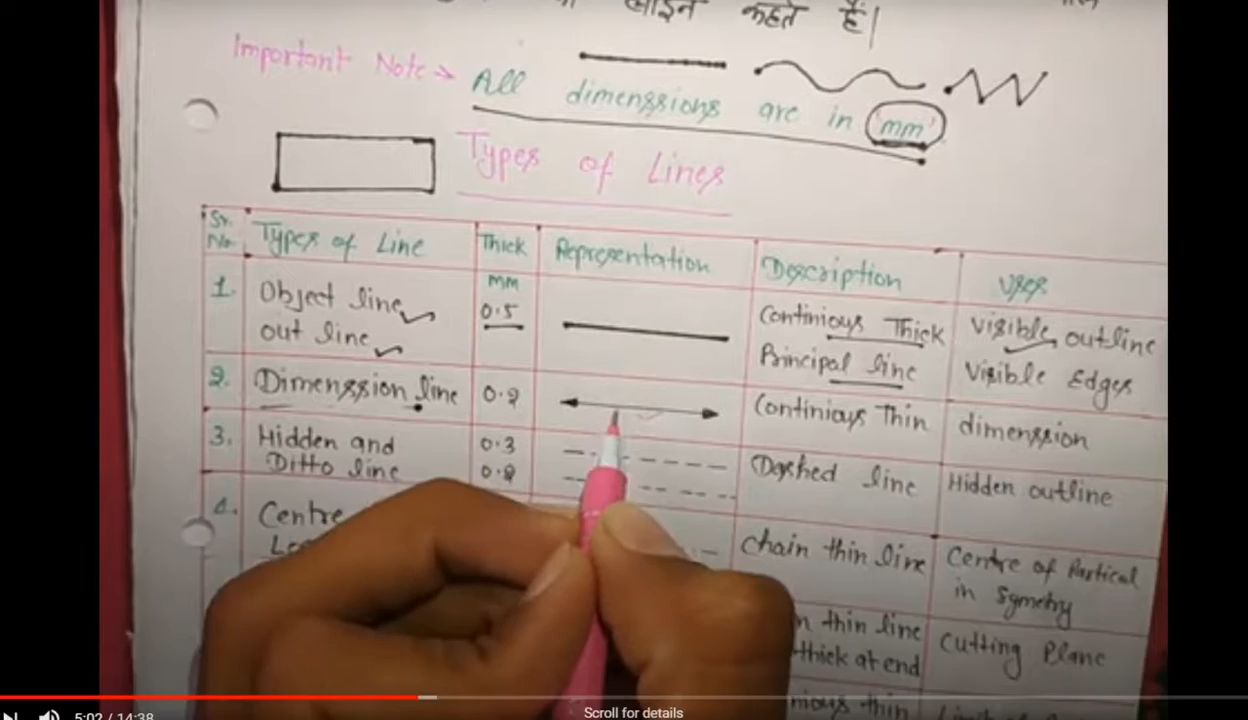 लाइन कहते हैं|
Important Note → All dimenssions are in 'mm'.
Types of Lines
Sr. No. Types of Line Thick mm Representation Description Uses
1. Object line 0.5 Continious Thick Visible outline
out line Principal line Visible Edges
2. Dimenssion line 0.2 Continioys Thin dimenssion
3. Hidden and 0.3 Dashed line Hidden outline
Ditto line 0.2
4. Centre chain thin line Centre of Partical
in Symetry
thin line Cutting Plane
thick at end
thin
5:02 / 14:38
Scroll for details